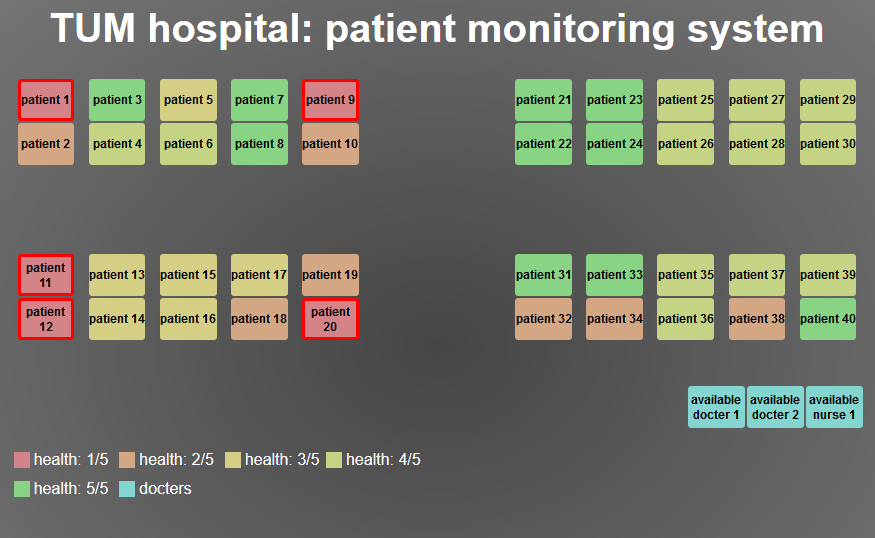 TUM hospital: patient monitoring system
patient 1 patient 3 patient 5 patient 7 patient 9 patient 21 patient 23 patient 25 patient 27 patient 29
patient 2 patient 4 patient 6 patient 8 patient 10 patient 22 patient 24 patient 26 patient 28 patient 30
patient
11
patient 13 patient 15 patient 17 patient 19 patient 31 patient 33 patient 35 patient 37 patient 39
patient
12
patient 14 patient 16 patient 18
patient
20
patient 32 patient 34 patient 36 patient 38 patient 40
available
docter 1
available
docter 2
available
nurse 1
health: 1/5 health: 2/5 health: 3/5 health: 4/5
health: 5/5 docters